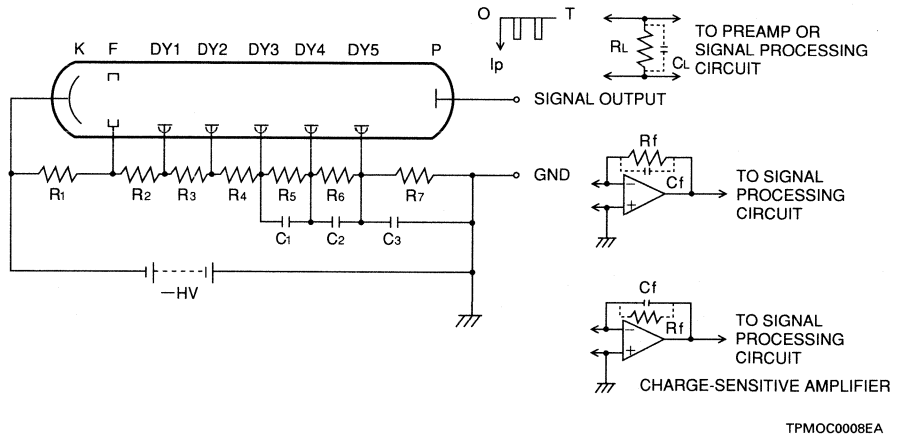 O T
Ip
K F DY1 DY2 DY3 DY4 DY5 P
RL
CL
TO PREAMP OR
SIGNAL PROCESSING
CIRCUIT
SIGNAL OUTPUT
R1 R2 R3 R4 R5 R6 R7
GND
C1 C2 C3
−HV
Rf
Cf
− +
TO SIGNAL
PROCESSING
CIRCUIT
Cf
Rf
− +
TO SIGNAL
PROCESSING
CIRCUIT
CHARGE-SENSITIVE AMPLIFIER
TPMOC0008EA